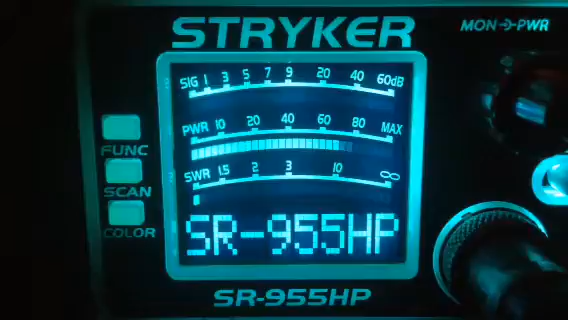 STRYKER
MON PWR
SIG 1 3 5 7 9 20 40 60dB
PWR 10 20 40 60 80 MAX
SWR 1.5 2 3 10 ∞
SR-955HP
FUNC
SCAN
COLOR
SR-955HP